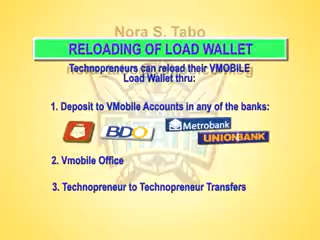 Nora S. Tabo
RELOADING OF LOAD WALLET
Technopreneurs can reload their VMOBILE
Load Wallet thru:
1. Deposit to VMobile Accounts in any of the banks:
BDO
Metrobank
UNIONBANK
2. Vmobile Office
3. Technopreneur to Technopreneur Transfers